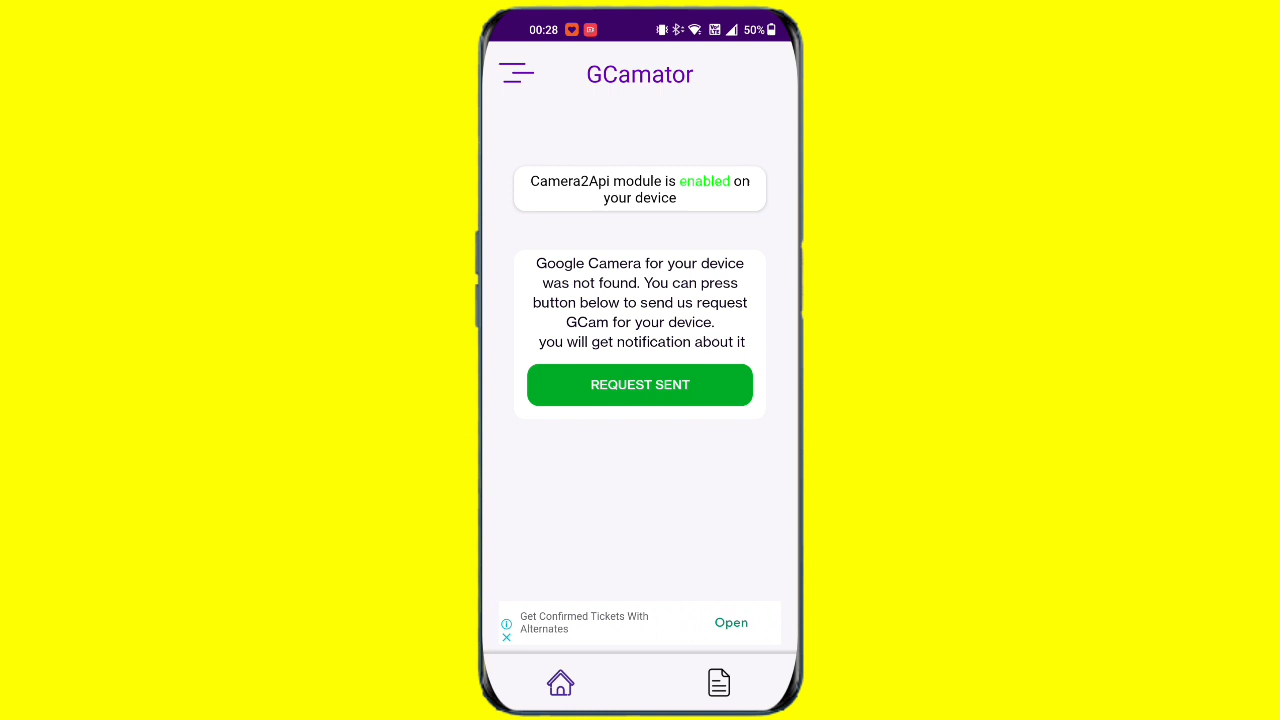 00:28 50%
GCamator
Camera2Api module is enabled on
your device
Google Camera for your device
was not found. You can press
button below to send us request
GCam for your device.
you will get notification about it
REQUEST SENT
Get Confirmed Tickets With
Alternates
Open